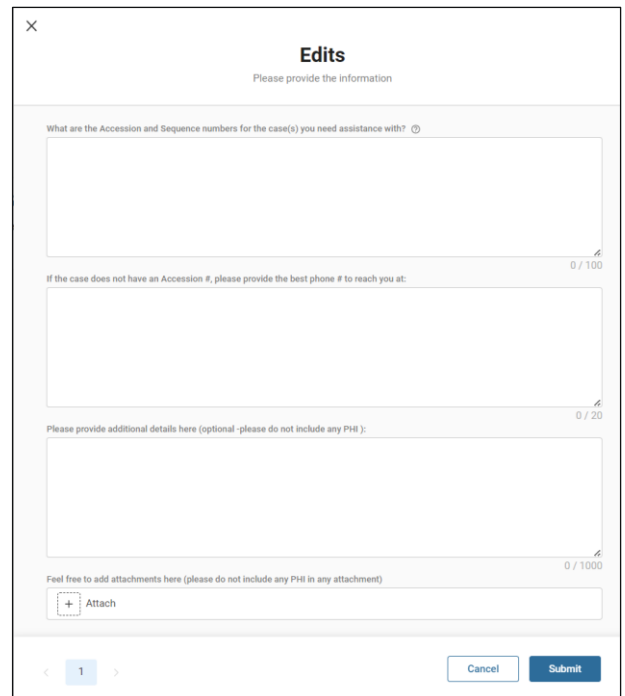 Edits
Please provide the information
What are the Accession and Sequence numbers for the case(s) you need assistance with?
0 / 100
If the case does not have an Accession #, please provide the best phone # to reach you at:
0 / 20
Please provide additional details here (optional -please do not include any PHI ):
0 / 1000
Feel free to add attachments here (please do not include any PHI in any attachment)
+ Attach
< 1 > Cancel Submit